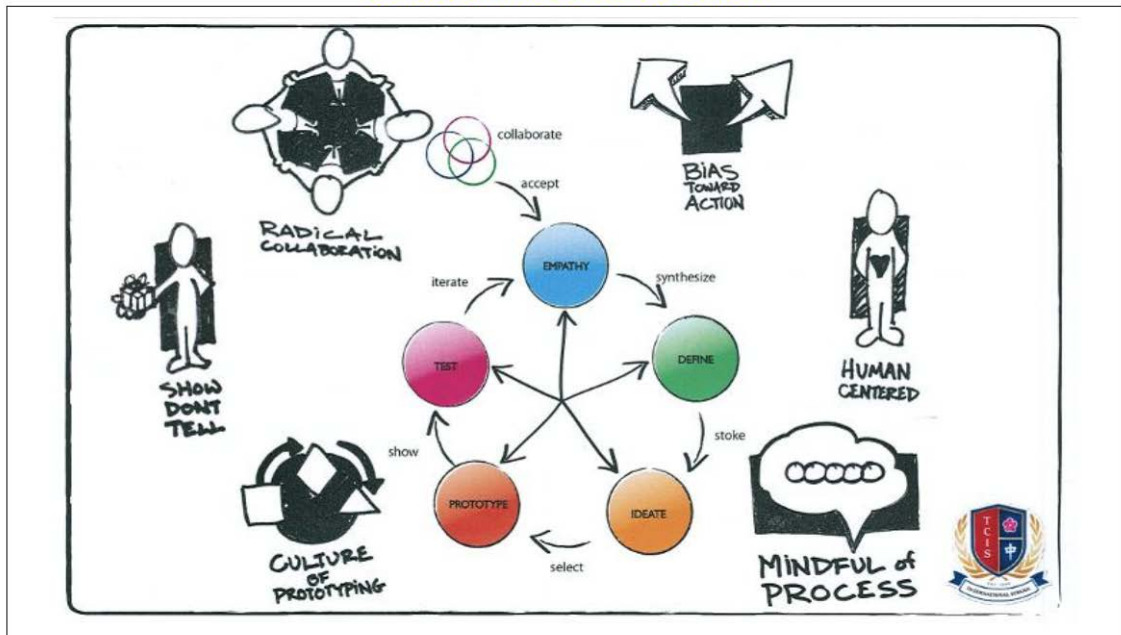 collaborate
accept
RADICAL
COLLABORATION
BIAS
TOWARD
ACTION
EMPATHY
iterate
synthesize
TEST
DEFINE
SHOW
DONT
TELL
HUMAN
CENTERED
show
stoke
PROTOTYPE
IDEATE
select
CULTURE
OF
PROTOTYPING
MINDFUL of
PROCESS
TCIS
中